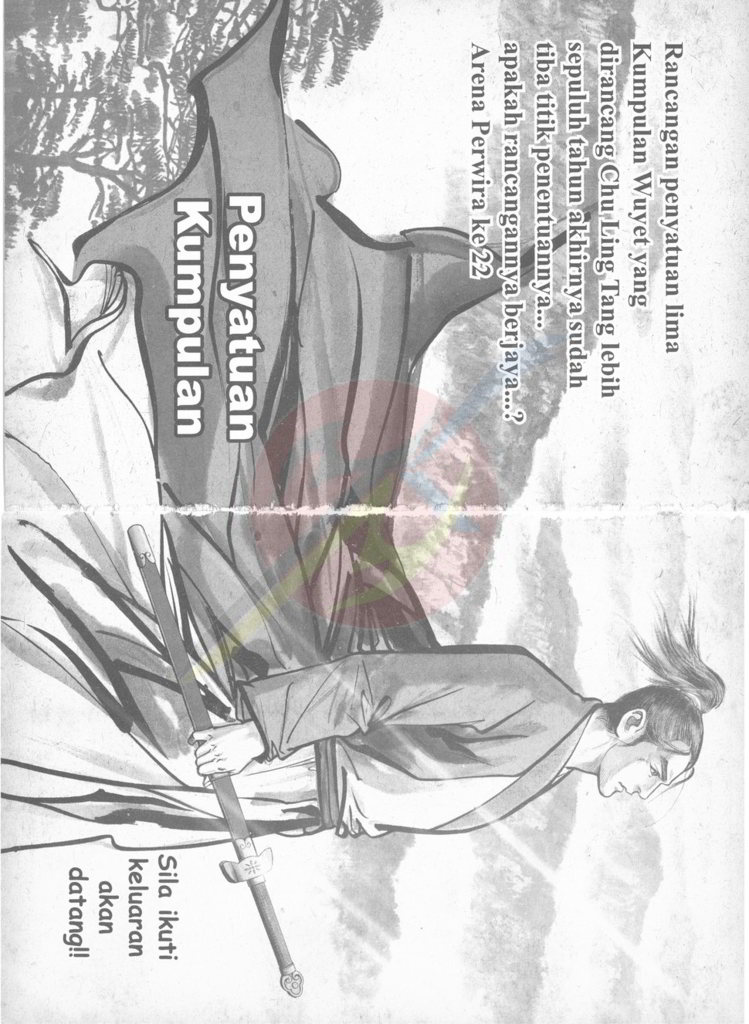 Rancangan penyatuan lima
Kumpulan Wuyet yang
dirancang Chu Ling Tang lebih
sepuluh tahun akhirnya sudah
tiba titik penentuannya...
apakah rancangannya berjaya...?
Arena Perwira ke 22
Penyatuan
Kumpulan
Sila ikuti
keluaran
akan
datang!!